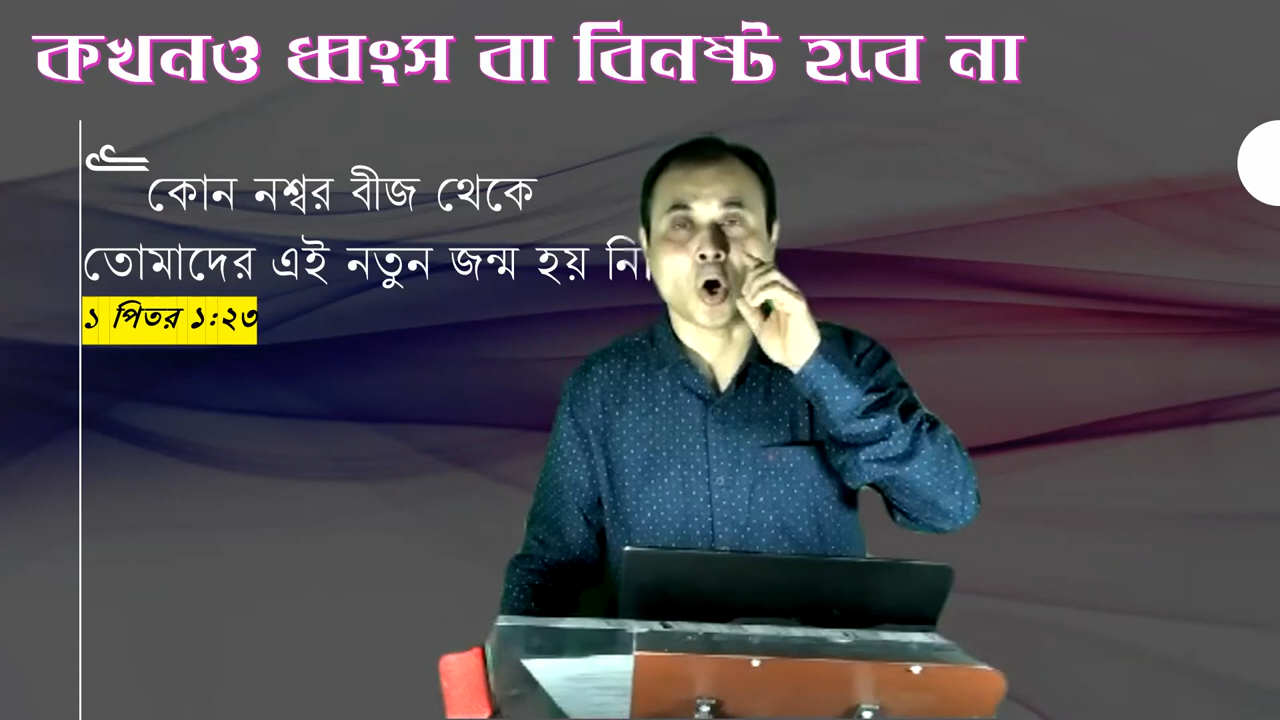 কখনও ধ্বংস বা বিনষ্ট হবে না
কোন নশ্বর বীজ থেকে
তোমাদের এই নতুন জন্ম হয় নি
১ পিতর ১:২৩